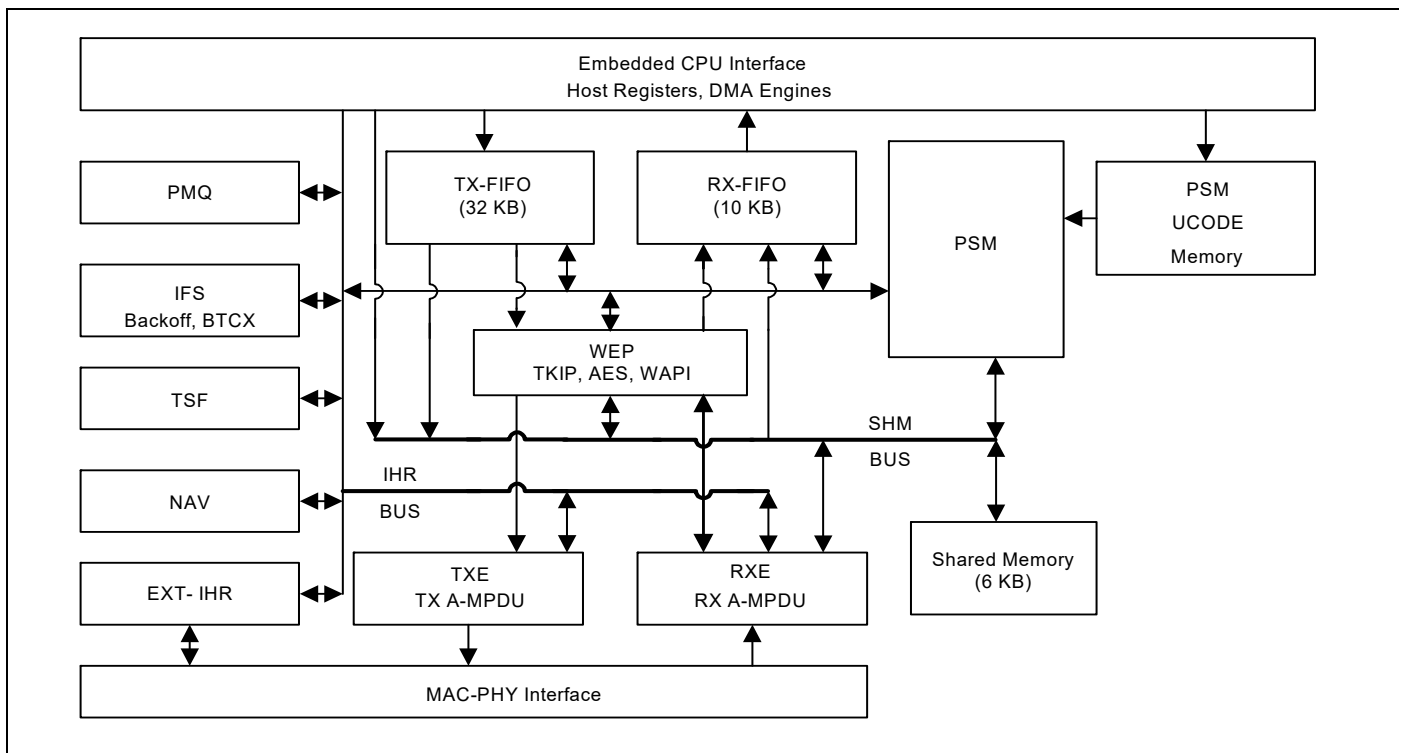 Embedded CPU Interface
Host Registers, DMA Engines
PMQ
TX-FIFO
(32 KB)
RX-FIFO
(10 KB)
PSM
PSM
UCODE
Memory
IFS
Backoff, BTCX
WEP
TKIP, AES, WAPI
TSF
SHM
BUS
IHR
BUS
NAV
Shared Memory
(6 KB)
EXT- IHR
TXE
TX A-MPDU
RXE
RX A-MPDU
MAC-PHY Interface